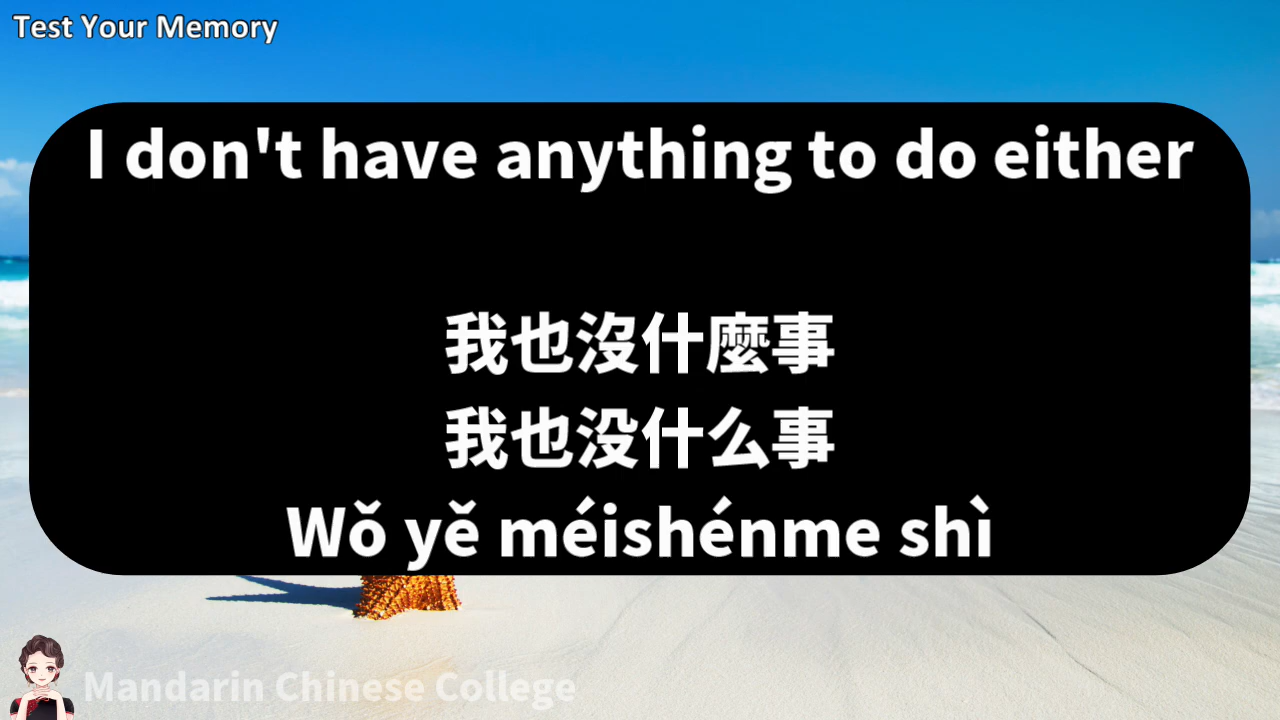 Test Your Memory
I don't have anything to do either
我也沒什麼事
我也没什么事
Wǒ yě méishénme shì
Mandarin Chinese College